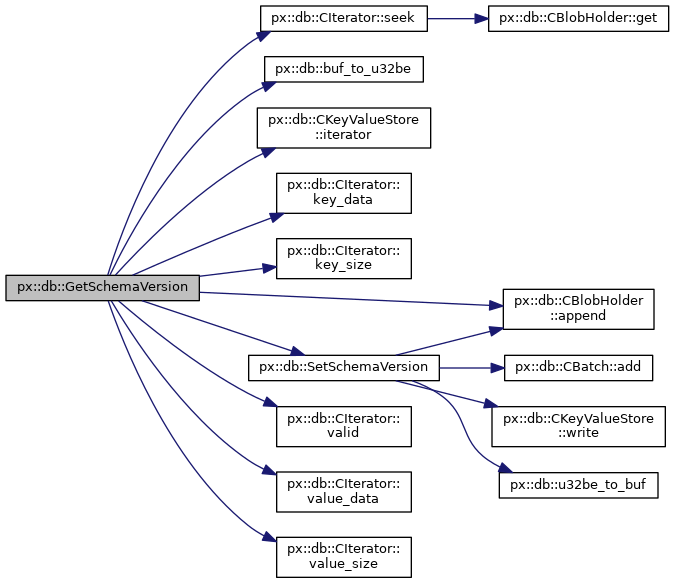 px::db::GetSchemaVersion
px::db::CIterator::seek
px::db::CBlobHolder::get
px::db::buf_to_u32be
px::db::CKeyValueStore
::iterator
px::db::CIterator::
key_data
px::db::CIterator::
key_size
px::db::CBlobHolder
::append
px::db::SetSchemaVersion
px::db::CBatch::add
px::db::CIterator::
valid
px::db::CKeyValueStore
::write
px::db::u32be_to_buf
px::db::CIterator::
value_data
px::db::CIterator::
value_size